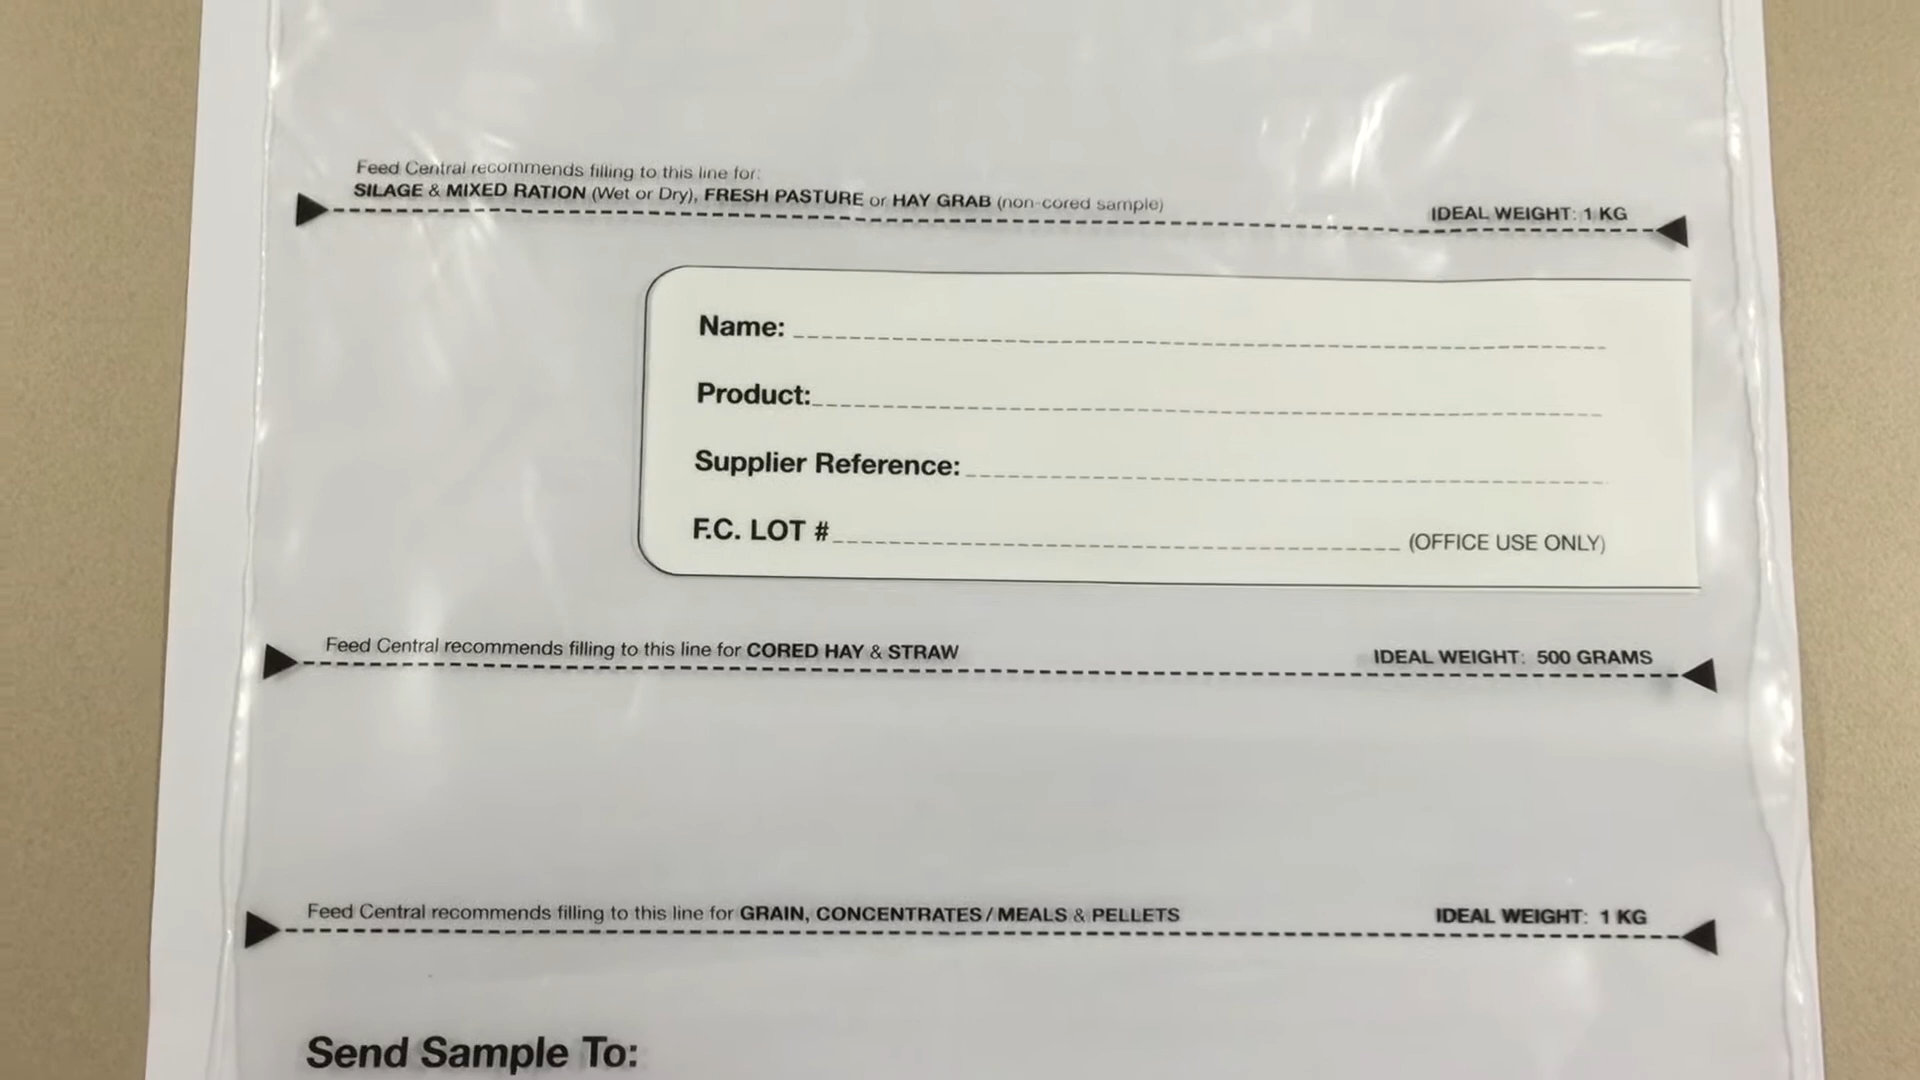 Feed Central recommends filling to this line for:
SILAGE & MIXED RATION (Wet or Dry), FRESH PASTURE or HAY GRAB (non-cored sample)
IDEAL WEIGHT: 1 KG
Name:
Product:
Supplier Reference:
F.C. LOT # (OFFICE USE ONLY)
Feed Central recommends filling to this line for CORED HAY & STRAW
IDEAL WEIGHT: 500 GRAMS
Feed Central recommends filling to this line for GRAIN, CONCENTRATES / MEALS & PELLETS
IDEAL WEIGHT: 1 KG
Send Sample To: